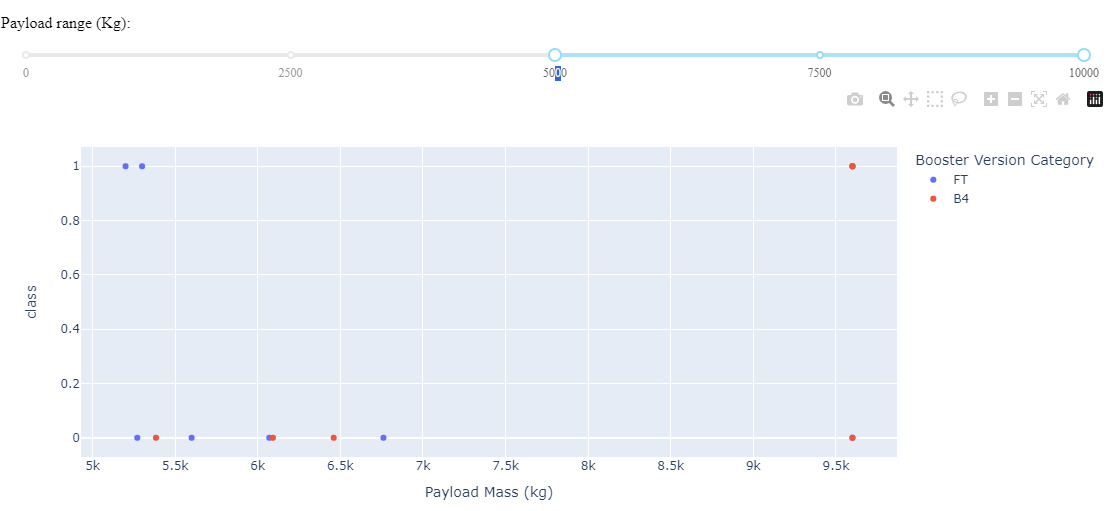 Payload range (Kg):
0 2500 5000 7500 10000
Booster Version Category
FT
B4
1
0.8
0.6
0.4
0.2
0
class
5k 5.5k 6k 6.5k 7k 7.5k 8k 8.5k 9k 9.5k
Payload Mass (kg)